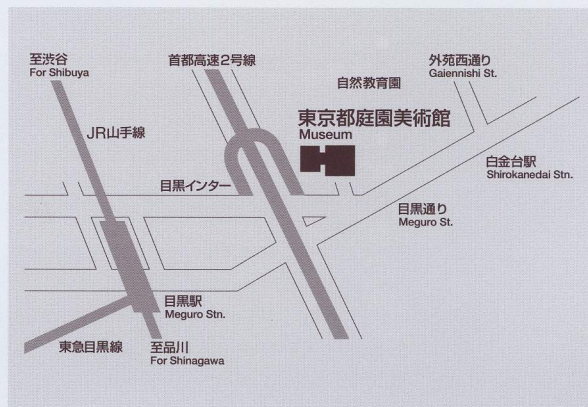 至渋谷
For Shibuya
首都高速2号線
外苑西通り
Gaiennishi St.
自然教育園
JR山手線
東京都庭園美術館
Museum
目黒インター
白金台駅
Shirokanedai Stn.
目黒通り
Meguro St.
目黒駅
Meguro Stn.
東急目黒線
至品川
For Shinagawa